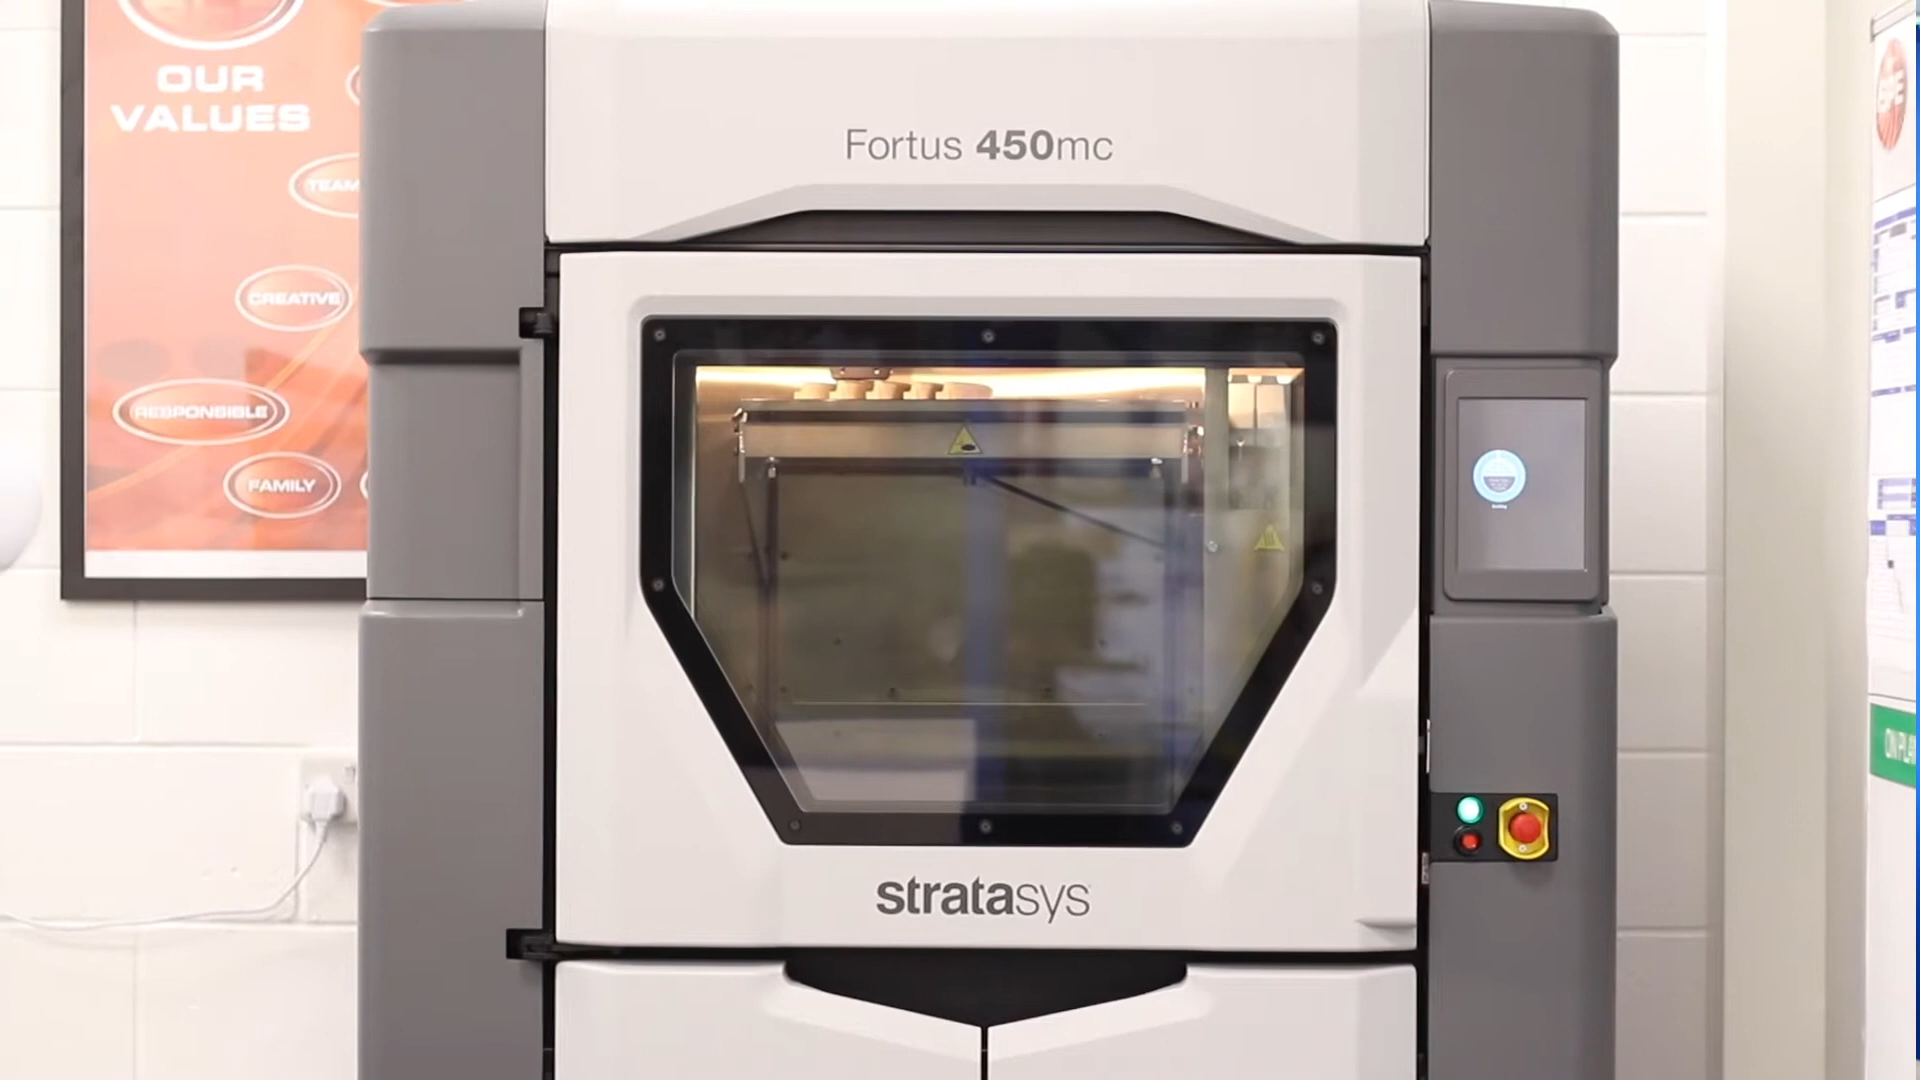 OUR
VALUES
TEAM
CREATIVE
RESPONSIBLE
FAMILY
Fortus 450mc
stratasys